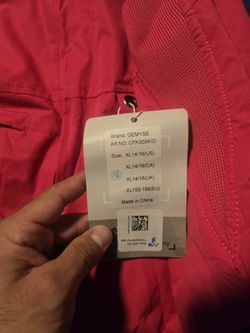 Brand: GEMYSE
Art.NO: CFK005KID
Size: XL14/16(US)
XL14/16(CA)
XL14/16(UK)
XL152-158(EU)
Made in China